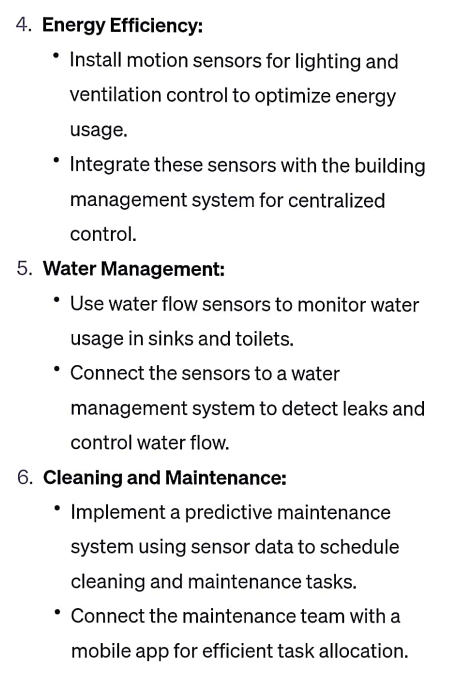 4. Energy Efficiency:
• Install motion sensors for lighting and
ventilation control to optimize energy
usage.
• Integrate these sensors with the building
management system for centralized
control.
5. Water Management:
• Use water flow sensors to monitor water
usage in sinks and toilets.
• Connect the sensors to a water
management system to detect leaks and
control water flow.
6. Cleaning and Maintenance:
• Implement a predictive maintenance
system using sensor data to schedule
cleaning and maintenance tasks.
• Connect the maintenance team with a
mobile app for efficient task allocation.